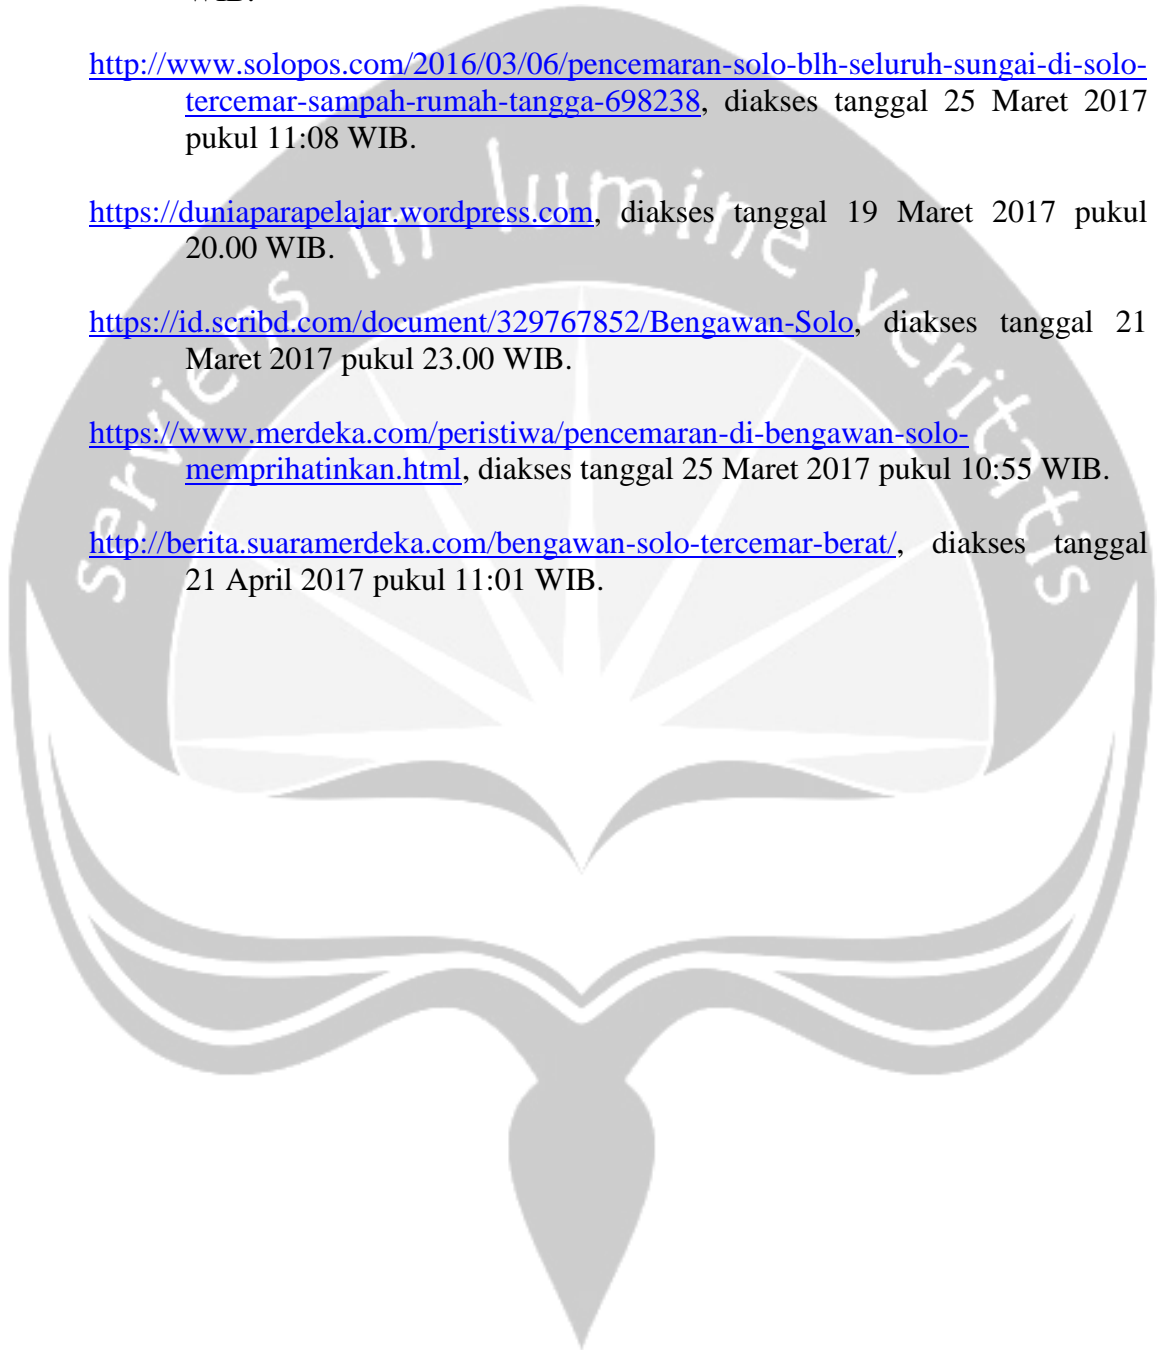 WIB.
http://www.solopos.com/2016/03/06/pencemaran-solo-blh-seluruh-sungai-di-solo-
tercemar-sampah-rumah-tangga-698238, diakses tanggal 25 Maret 2017
pukul 11:08 WIB.
https://duniaparapelajar.wordpress.com, diakses tanggal 19 Maret 2017 pukul
20.00 WIB.
https://id.scribd.com/document/329767852/Bengawan-Solo, diakses tanggal 21
Maret 2017 pukul 23.00 WIB.
https://www.merdeka.com/peristiwa/pencemaran-di-bengawan-solo-
memprihatinkan.html, diakses tanggal 25 Maret 2017 pukul 10:55 WIB.
http://berita.suaramerdeka.com/bengawan-solo-tercemar-berat/, diakses tanggal
21 April 2017 pukul 11:01 WIB.
serviens in lumine veritatis